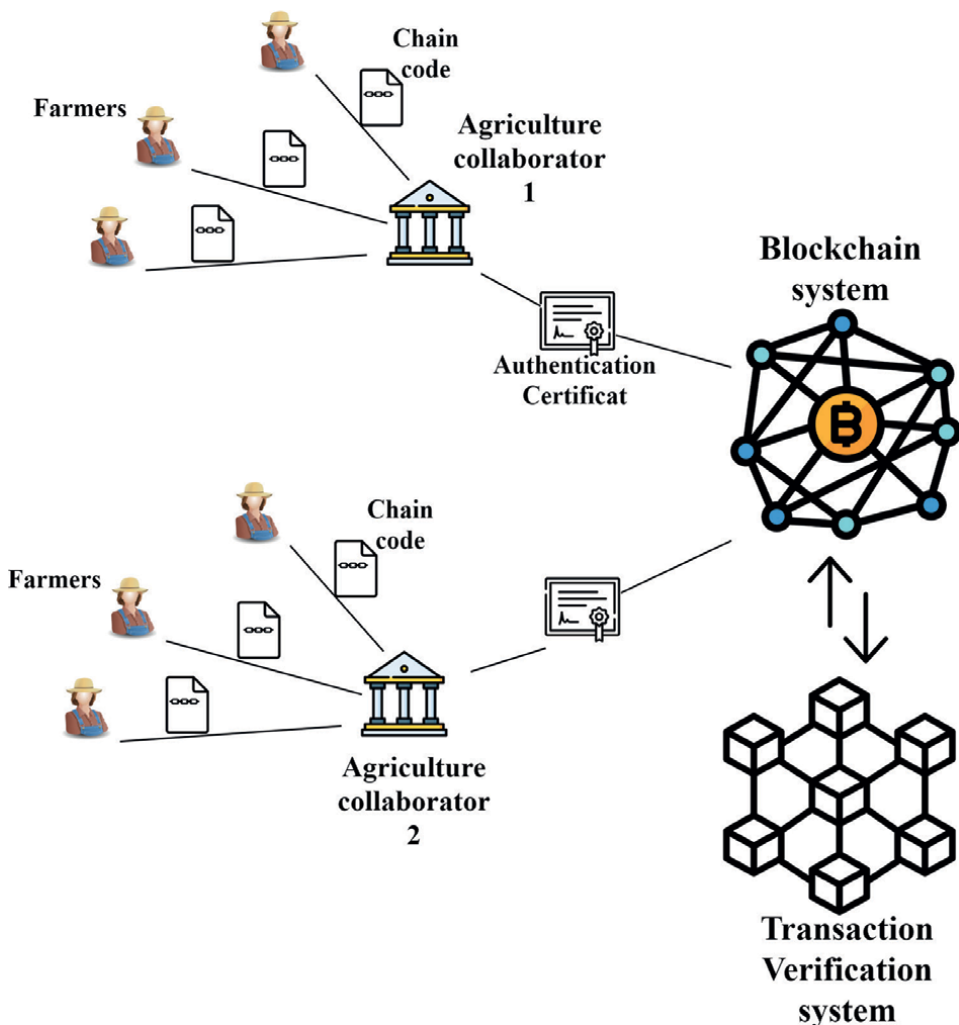 Chain
code
Farmers
Agriculture
collaborator
1
Blockchain
system
Authentication
Certificat
Chain
code
Farmers
Agriculture
collaborator
2
Transaction
Verification
system